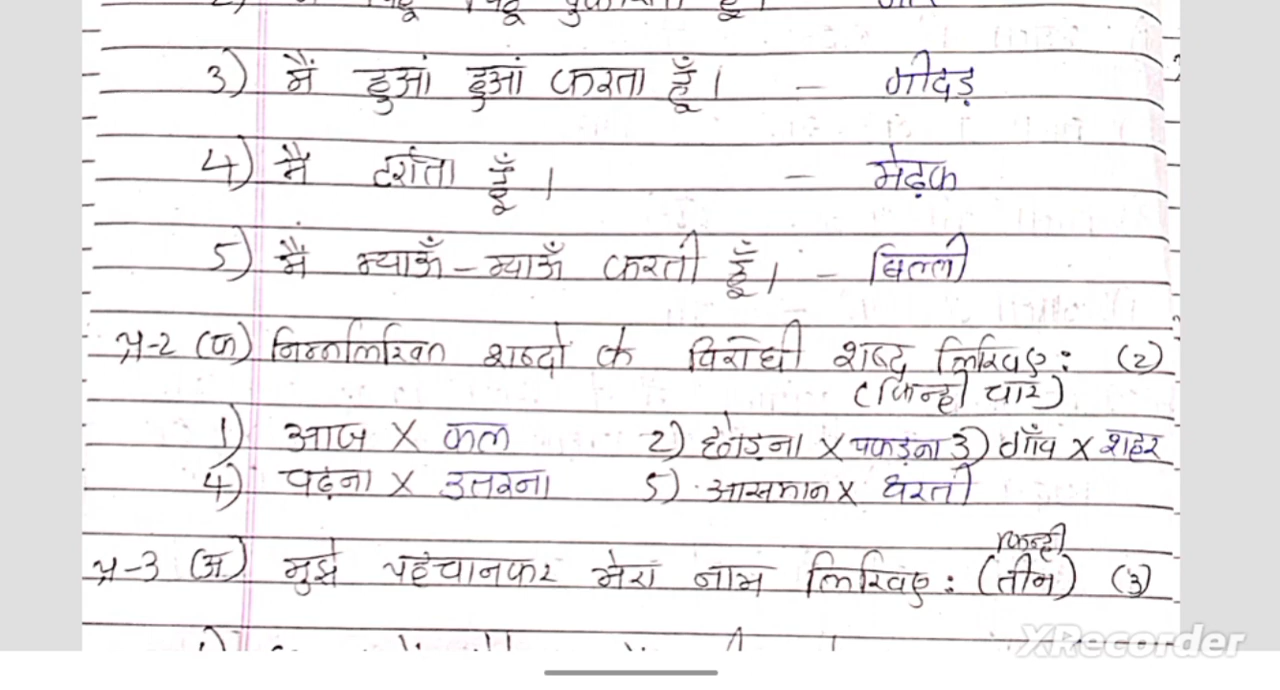 3) मैं हुआं हुआं करता हूँ। - गीदड़
4) मैं टर्राता हूँ। - मेढ़क
5) मैं म्याऊँ-म्याऊँ करती हूँ। - बिल्ली
प्र-2 (ज) निम्नलिखित शब्दों के विरोधी शब्द लिखिए: (2)
(किन्ही चार)
1) आज X कल 2) छोड़ना X पकड़ना 3) गाँव X शहर
4) चढ़ना X उतरना 5) आसमान X धरती
किन्ही
प्र-3 (अ) मुझे पहचानकर मेरा नाम लिखिए: (तीन) (3)
XRecorder